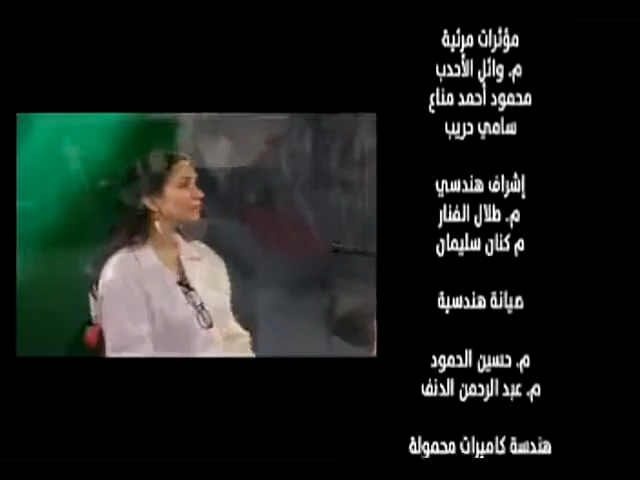 مؤثرات مرئية
م. وائل الأحدب
محمود أحمد مناع
سامي حريب
إشراف هندسي
م. طلال الفنار
م كنان سليمان
صيانة هندسية
م. حسين الحمود
م. عبد الرحمن الدنف
هندسة كاميرات محمولة